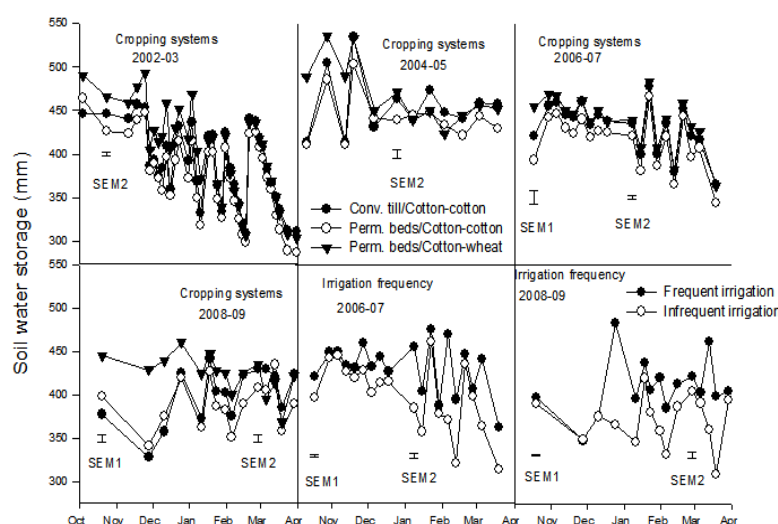 550
500
450
400
350
300
550
500
450
400
350
300
Soil water storage (mm)
Cropping systems
2002-03
SEM2
Cropping systems
2004-05
SEM2
Conv. till/Cotton-cotton
Perm. beds/Cotton-cotton
Perm. beds/Cotton-wheat
Cropping systems
2006-07
SEM1
SEM2
Cropping systems
2008-09
SEM1
SEM2
Irrigation frequency
2006-07
SEM1
SEM2
Irrigation frequency
2008-09
Frequent irrigation
Infrequent irrigation
SEM1
SEM2
Oct Nov Dec Jan Feb Mar Apr Nov Dec Jan Feb Mar Apr Nov Dec Jan Feb Mar Apr